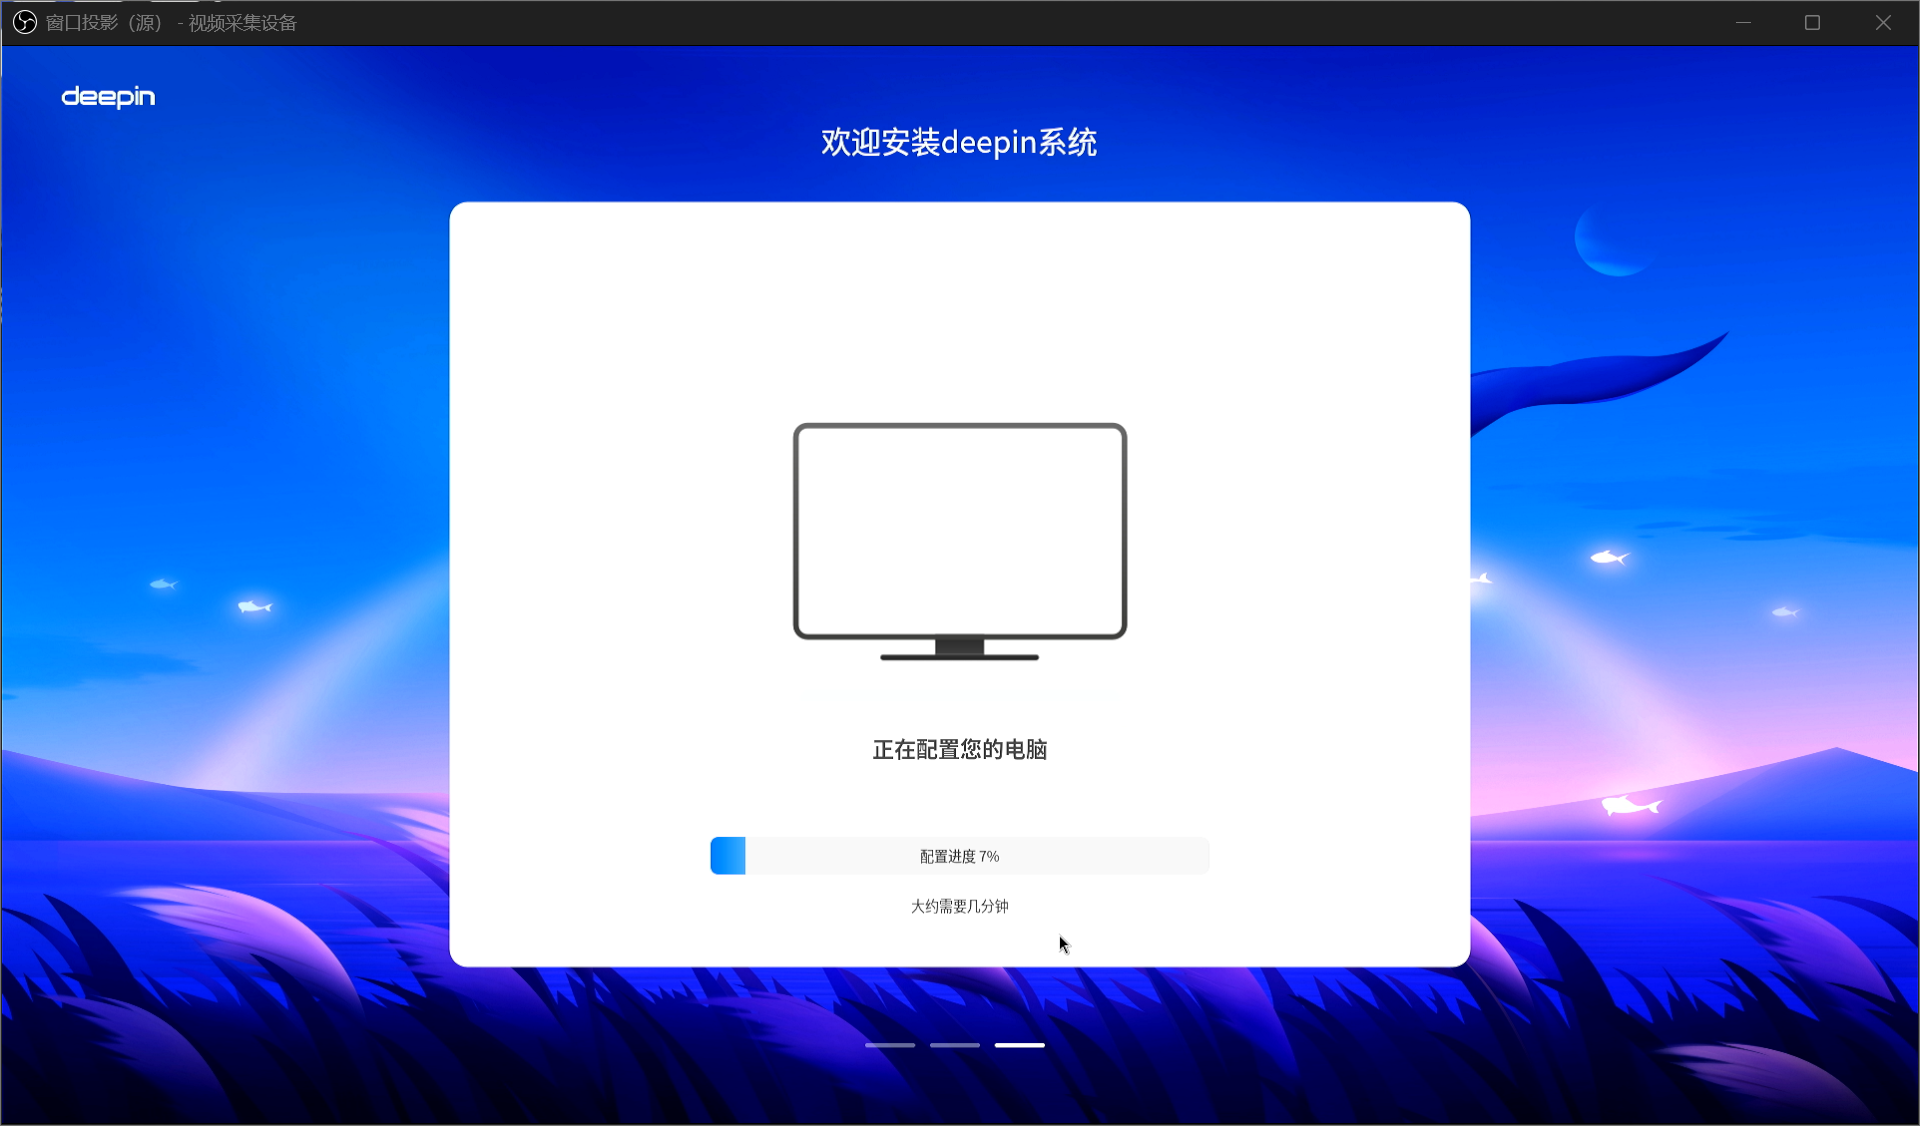 窗口投影（源） - 视频采集设备
deepin
欢迎安装deepin系统
正在配置您的电脑
配置进度 7%
大约需要几分钟